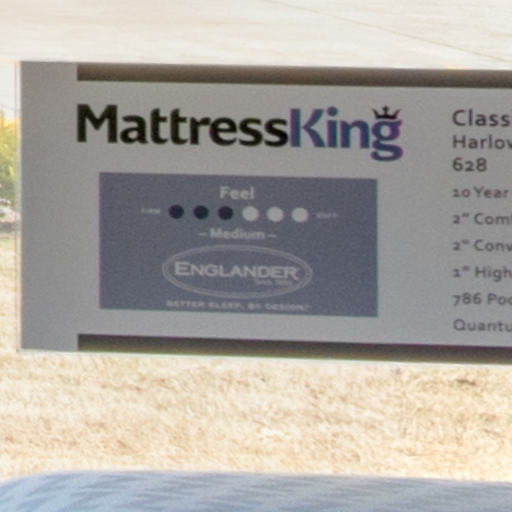 MattressKing
Feel
FIRM SOFT
– Medium –
ENGLANDER
BETTER SLEEP. BY DESIGN.
Class
Harlow
628
10 Year
2" Com
2" Conv
1" High
786 Poc
Quantu